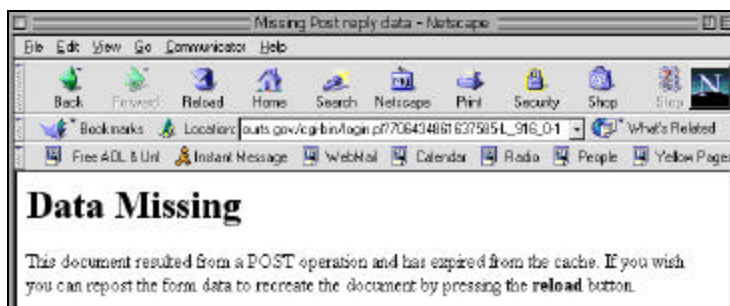 Missing Post reply data - Netscape
File Edit View Go Communicator Help
Back Forward Reload Home Search Netscape Print Security Shop Stop
Bookmarks Location: ourts.gov/cgi-bin/login.pl?706434861637585-L_916_0-1 What's Related
Free AOL & Unl Instant Message WebMail Calendar Radio People Yellow Pages
Data Missing
This document resulted from a POST operation and has expired from the cache. If you wish
you can repost the form data to recreate the document by pressing the reload button.